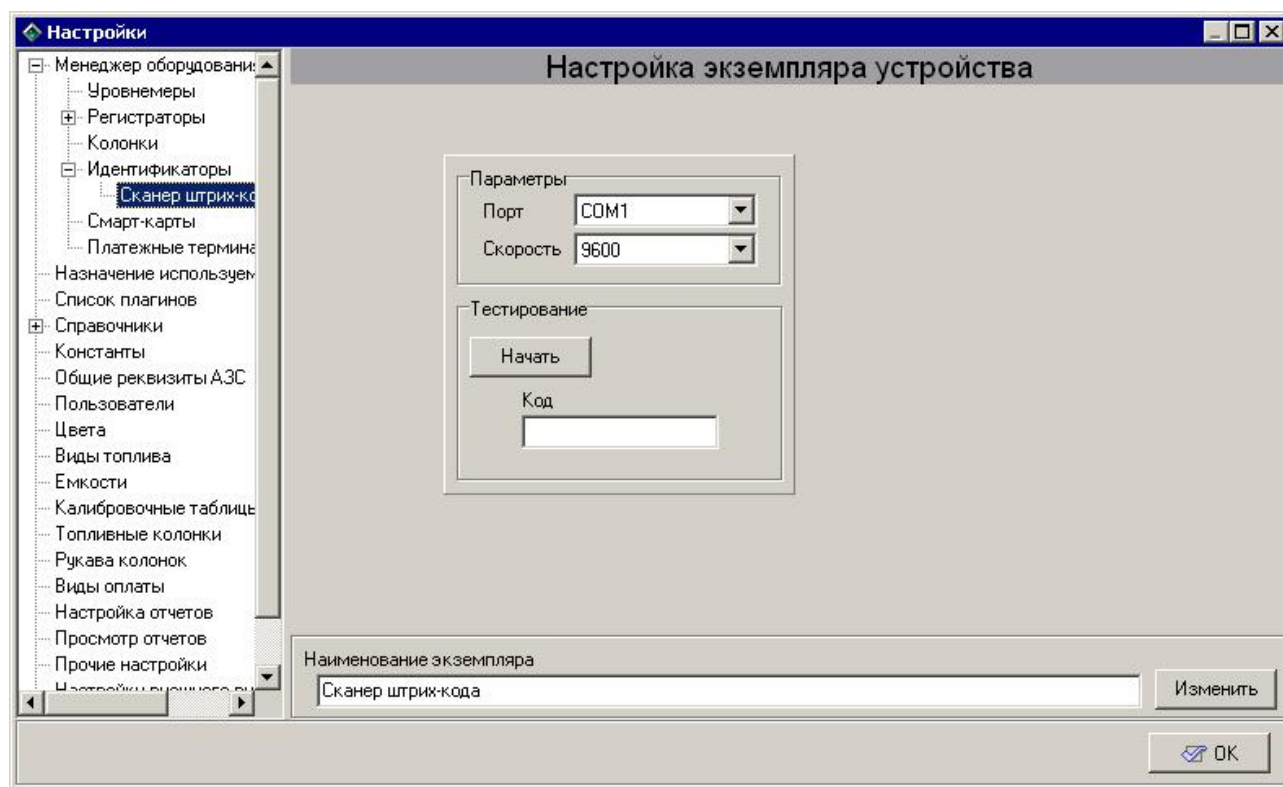 Настройки
Менеджер оборудовани
Уровнемеры
Регистраторы
Колонки
Идентификаторы
Сканер штрих-ко
Смарт-карты
Платежные термина
Назначение используем
Список плагинов
Справочники
Константы
Общие реквизиты АЗС
Пользователи
Цвета
Виды топлива
Емкости
Калибровочные таблицы
Топливные колонки
Рукава колонок
Виды оплаты
Настройка отчетов
Просмотр отчетов
Прочие настройки
Настройка экземпляра устройства
Параметры
Порт COM1
Скорость 9600
Тестирование
Начать
Код
Наименование экземпляра
Сканер штрих-кода
Изменить
OK